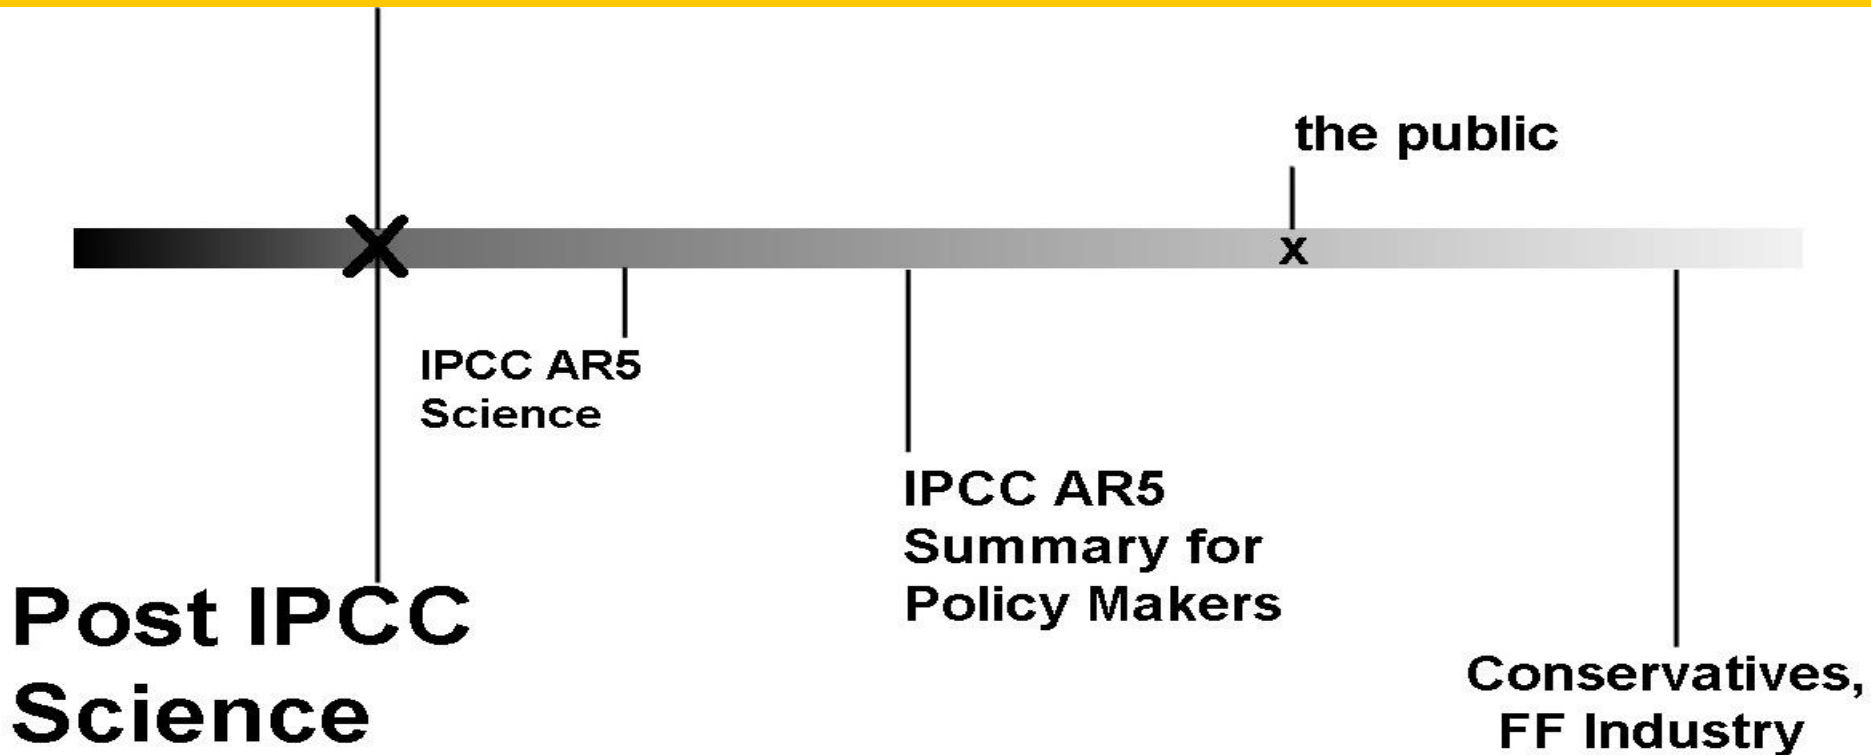 the public
x
IPCC AR5
Science
IPCC AR5
Summary for
Policy Makers
Post IPCC
Science
Conservatives,
FF Industry